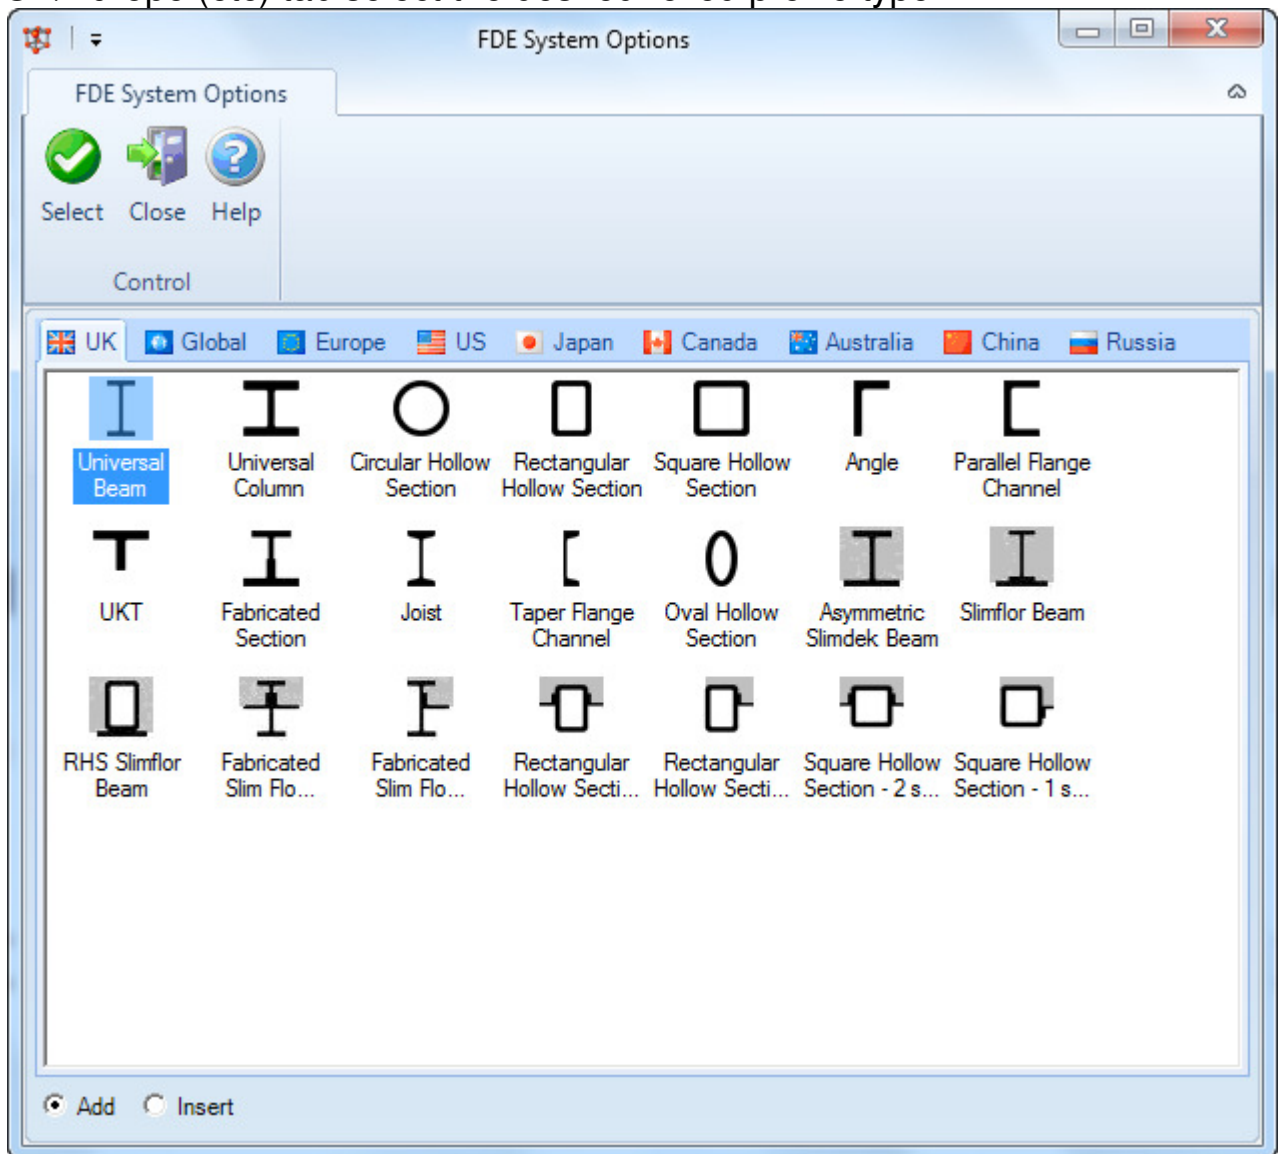 FDE System Options
FDE System Options
Select Close Help
Control
UK Global Europe US Japan Canada Australia China Russia
Universal Beam
Universal Column
Circular Hollow Section
Rectangular Hollow Section
Square Hollow Section
Angle
Parallel Flange Channel
UKT
Fabricated Section
Joist
Taper Flange Channel
Oval Hollow Section
Asymmetric Slimdek Beam
Slimflor Beam
RHS Slimflor Beam
Fabricated Slim Flo...
Fabricated Slim Flo...
Rectangular Hollow Secti...
Rectangular Hollow Secti...
Square Hollow Section - 2 s...
Square Hollow Section - 1 s...
Add Insert